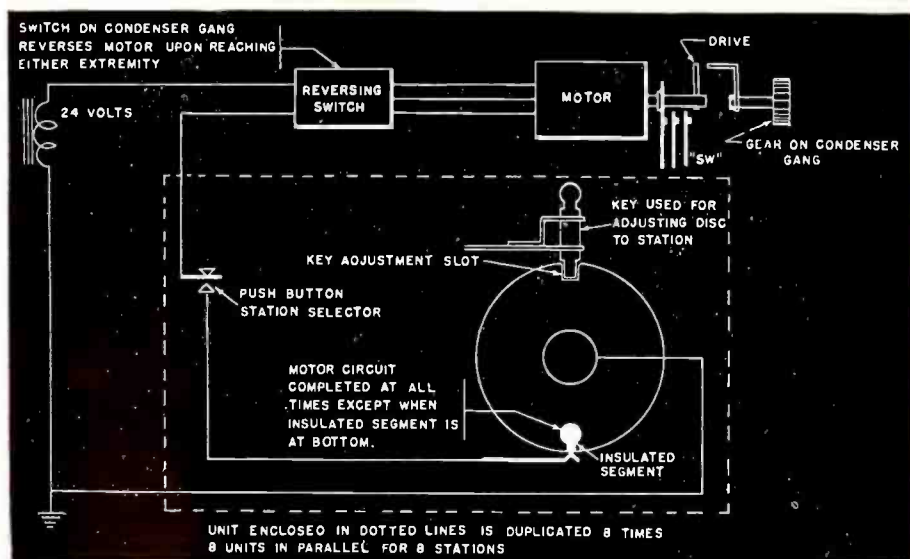 SWITCH ON CONDENSER GANG
REVERSES MOTOR UPON REACHING
EITHER EXTREMITY
24 VOLTS
REVERSING
SWITCH
MOTOR
DRIVE
"SW"
GEAR ON CONDENSER
GANG
KEY USED FOR
ADJUSTING DISC
TO STATION
KEY ADJUSTMENT SLOT
PUSH BUTTON
STATION SELECTOR
MOTOR CIRCUIT
COMPLETED AT ALL
TIMES EXCEPT WHEN
INSULATED SEGMENT IS
AT BOTTOM.
INSULATED
SEGMENT
UNIT ENCLOSED IN DOTTED LINES IS DUPLICATED 8 TIMES
8 UNITS IN PARALLEL FOR 8 STATIONS